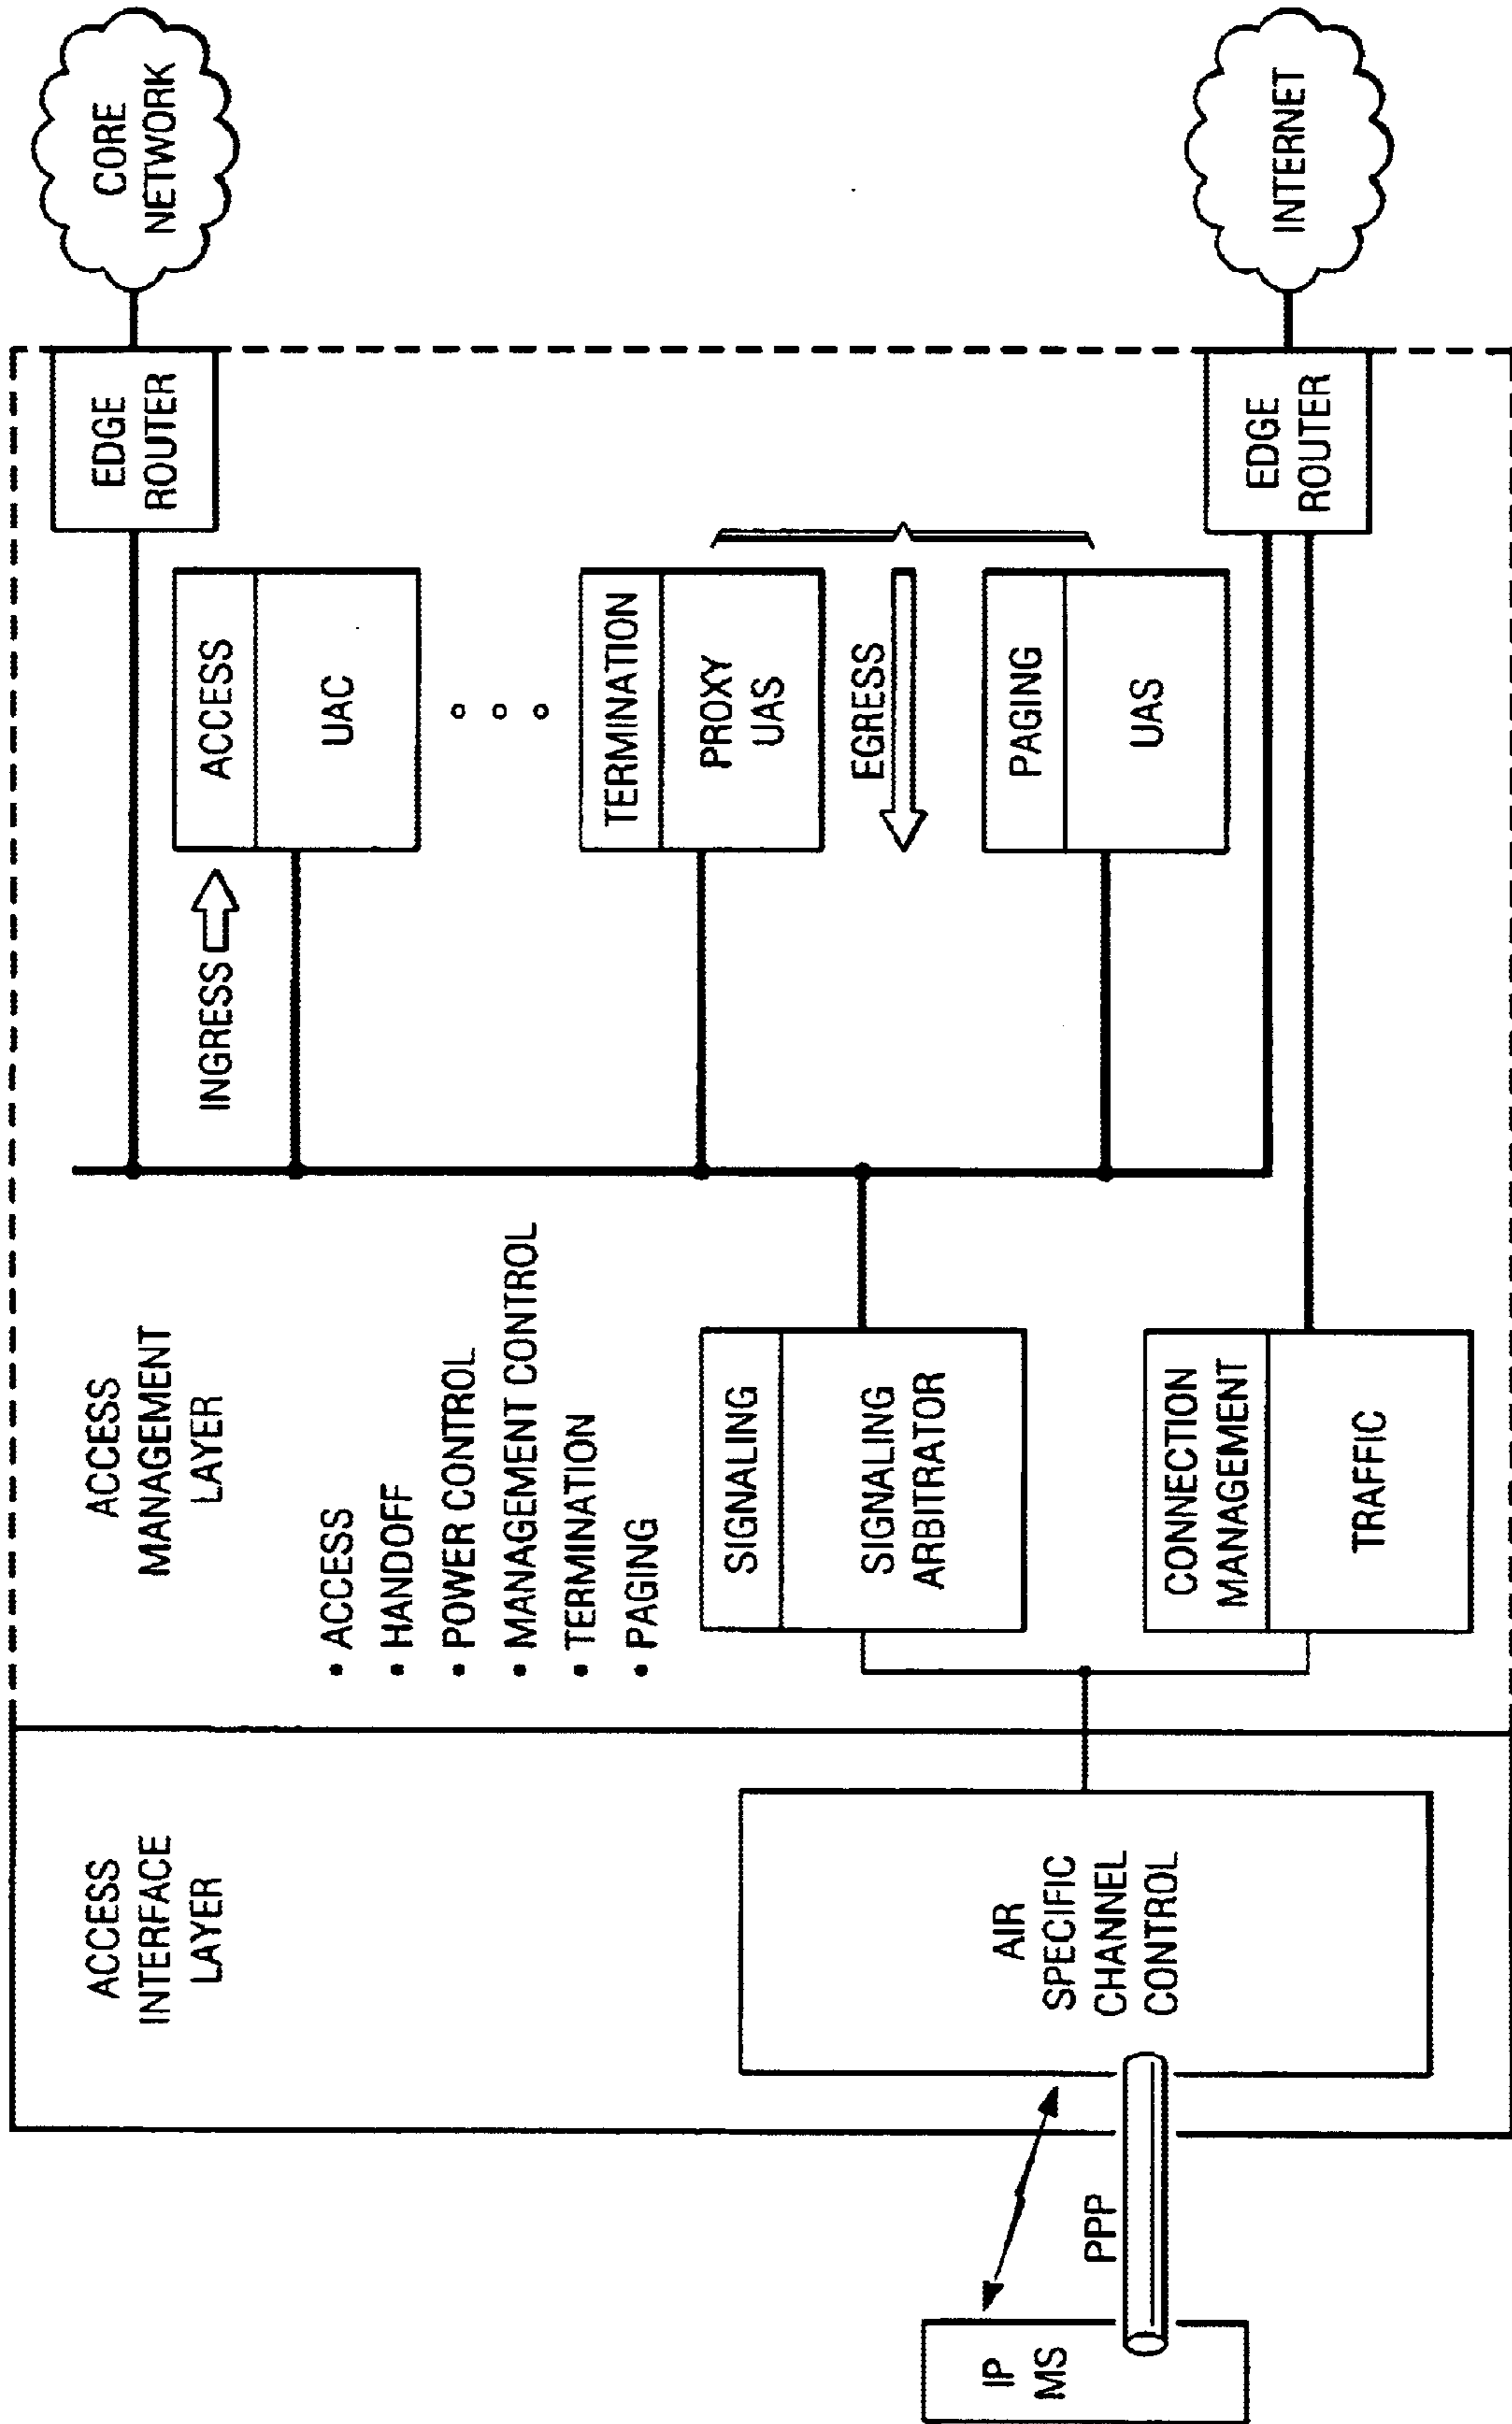 ACCESS
INTERFACE
LAYER
ACCESS
MANAGEMENT
LAYER
• ACCESS
• HANDOFF
• POWER CONTROL
• MANAGEMENT CONTROL
• TERMINATION
• PAGING
IP
MS
PPP
AIR
SPECIFIC
CHANNEL
CONTROL
SIGNALING
SIGNALING
ARBITRATOR
CONNECTION
MANAGEMENT
TRAFFIC
INGRESS
ACCESS
UAC
TERMINATION
PROXY
UAS
EGRESS
PAGING
UAS
EDGE
ROUTER
CORE
NETWORK
EDGE
ROUTER
INTERNET